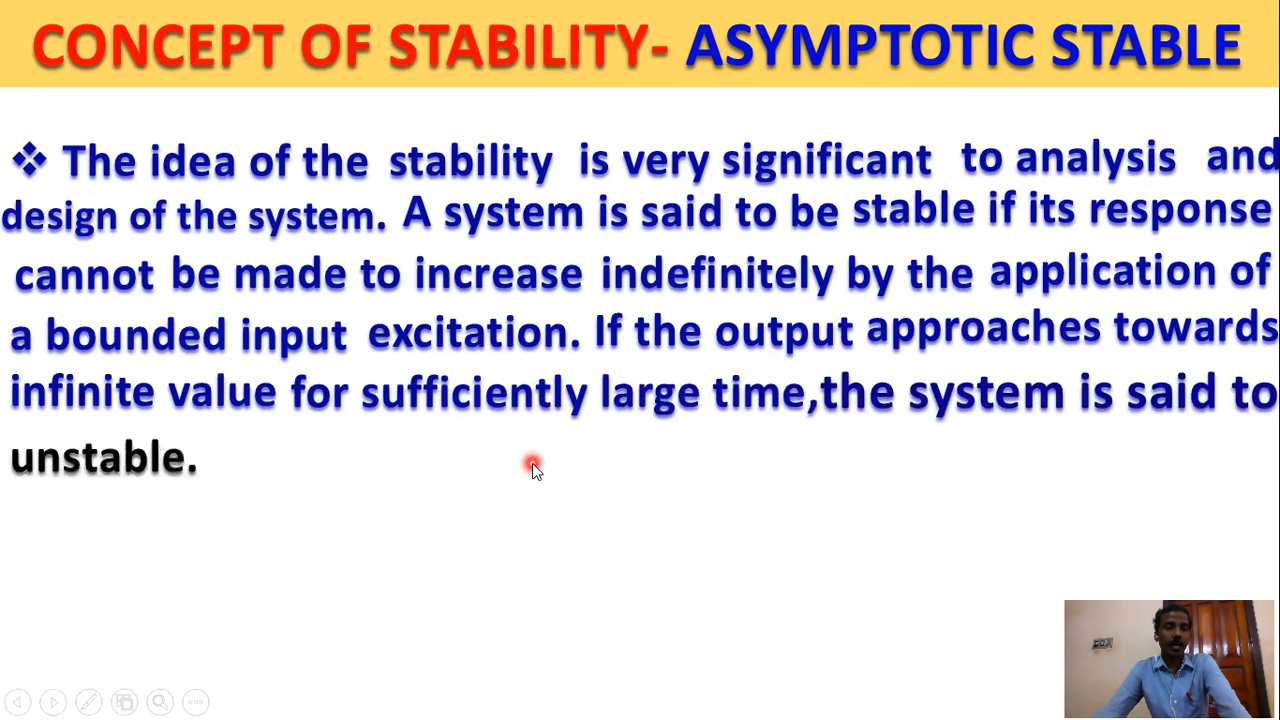 CONCEPT OF STABILITY- ASYMPTOTIC STABLE
❖ The idea of the stability is very significant to analysis and
design of the system. A system is said to be stable if its response
cannot be made to increase indefinitely by the application of
a bounded input excitation. If the output approaches towards
infinite value for sufficiently large time,the system is said to
unstable.